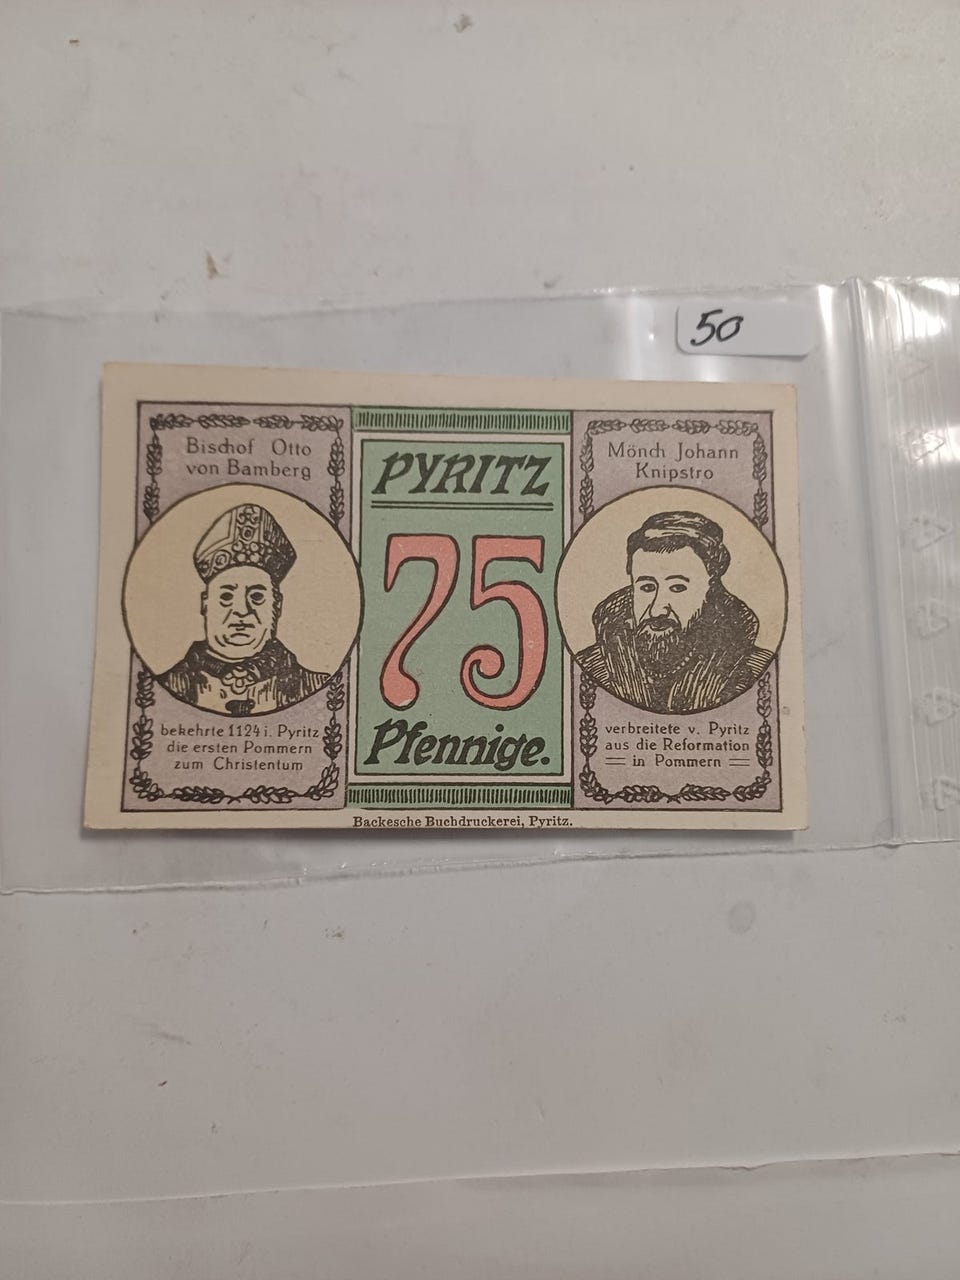 50
Bischof Otto
von Bamberg
bekehrte 1124 i. Pyritz
die ersten Pommern
zum Christentum
PYRITZ
75
Pfennige.
Mönch Johann
Knipstro
verbreitete v. Pyritz
aus die Reformation
in Pommern
Backesche Buchdruckerei, Pyritz.